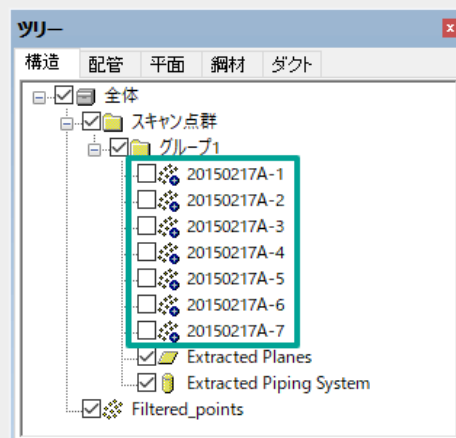 ツリー
構造 配管 平面 鋼材 ダクト
全体
スキャン点群
グループ1
20150217A-1
20150217A-2
20150217A-3
20150217A-4
20150217A-5
20150217A-6
20150217A-7
Extracted Planes
Extracted Piping System
Filtered_points